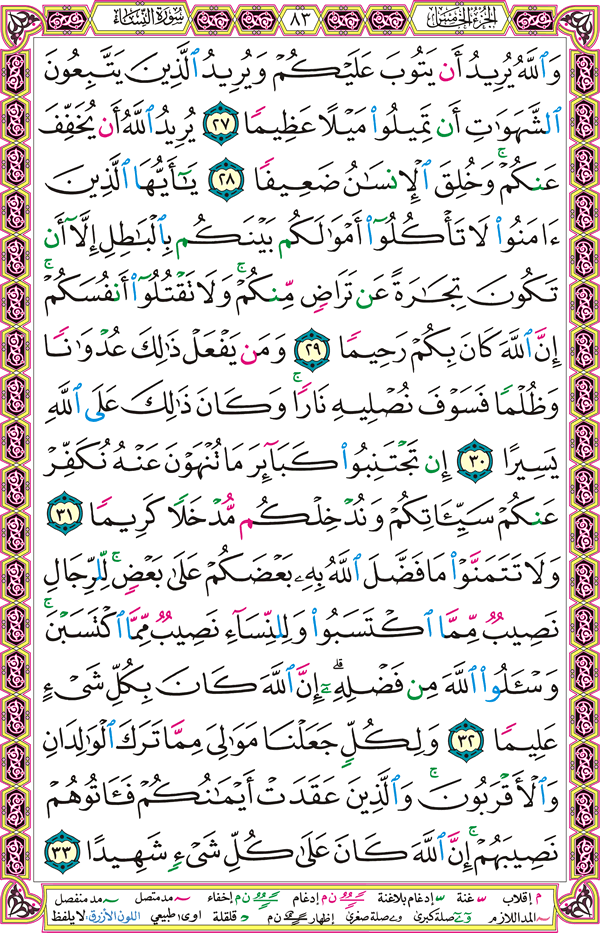 الجزء الخامس ٨٣ سورة النساء
وَٱللَّهُ يُرِيدُ أَن يَتُوبَ عَلَيْكُمْ وَيُرِيدُ ٱلَّذِينَ يَتَّبِعُونَ
ٱلشَّهَوَٰتِ أَن تَمِيلُوا۟ مَيْلًا عَظِيمًا ٢٧ يُرِيدُ ٱللَّهُ أَن يُخَفِّفَ
عَنكُمْ ۚ وَخُلِقَ ٱلْإِنسَٰنُ ضَعِيفًا ٢٨ يَٰٓأَيُّهَا ٱلَّذِينَ
ءَامَنُوا۟ لَا تَأْكُلُوٓا۟ أَمْوَٰلَكُم بَيْنَكُم بِٱلْبَٰطِلِ إِلَّآ أَن
تَكُونَ تِجَٰرَةً عَن تَرَاضٍ مِّنكُمْ ۚ وَلَا تَقْتُلُوٓا۟ أَنفُسَكُمْ ۚ
إِنَّ ٱللَّهَ كَانَ بِكُمْ رَحِيمًا ٢٩ وَمَن يَفْعَلْ ذَٰلِكَ عُدْوَٰنًا
وَظُلْمًا فَسَوْفَ نُصْلِيهِ نَارًا ۚ وَكَانَ ذَٰلِكَ عَلَى ٱللَّهِ
يَسِيرًا ٣٠ إِن تَجْتَنِبُوا۟ كَبَآئِرَ مَا تُنْهَوْنَ عَنْهُ نُكَفِّرْ
عَنكُمْ سَيِّـَٔاتِكُمْ وَنُدْخِلْكُم مُّدْخَلًا كَرِيمًا ٣١
وَلَا تَتَمَنَّوْا۟ مَا فَضَّلَ ٱللَّهُ بِهِۦ بَعْضَكُمْ عَلَىٰ بَعْضٍ ۚ لِّلرِّجَالِ
نَصِيبٌ مِّمَّا ٱكْتَسَبُوا۟ ۖ وَلِلنِّسَآءِ نَصِيبٌ مِّمَّا ٱكْتَسَبْنَ ۚ
وَسْـَٔلُوا۟ ٱللَّهَ مِن فَضْلِهِۦٓ ۗ إِنَّ ٱللَّهَ كَانَ بِكُلِّ شَىْءٍ
عَلِيمًا ٣٢ وَلِكُلٍّ جَعَلْنَا مَوَٰلِىَ مِمَّا تَرَكَ ٱلْوَٰلِدَانِ
وَٱلْأَقْرَبُونَ ۚ وَٱلَّذِينَ عَقَدَتْ أَيْمَٰنُكُمْ فَـَٔاتُوهُمْ
نَصِيبَهُمْ ۚ إِنَّ ٱللَّهَ كَانَ عَلَىٰ كُلِّ شَىْءٍ شَهِيدًا ٣٣
م إقلاب غنة إدغام بلاغنة ن م إدغام ن م إخفاء مد متصل مد منفصل
المد اللازم صلة كبرى صلة صغرى إظهار ن م قلقلة اوى طبيعي اللون الأزرق لا يلفظ